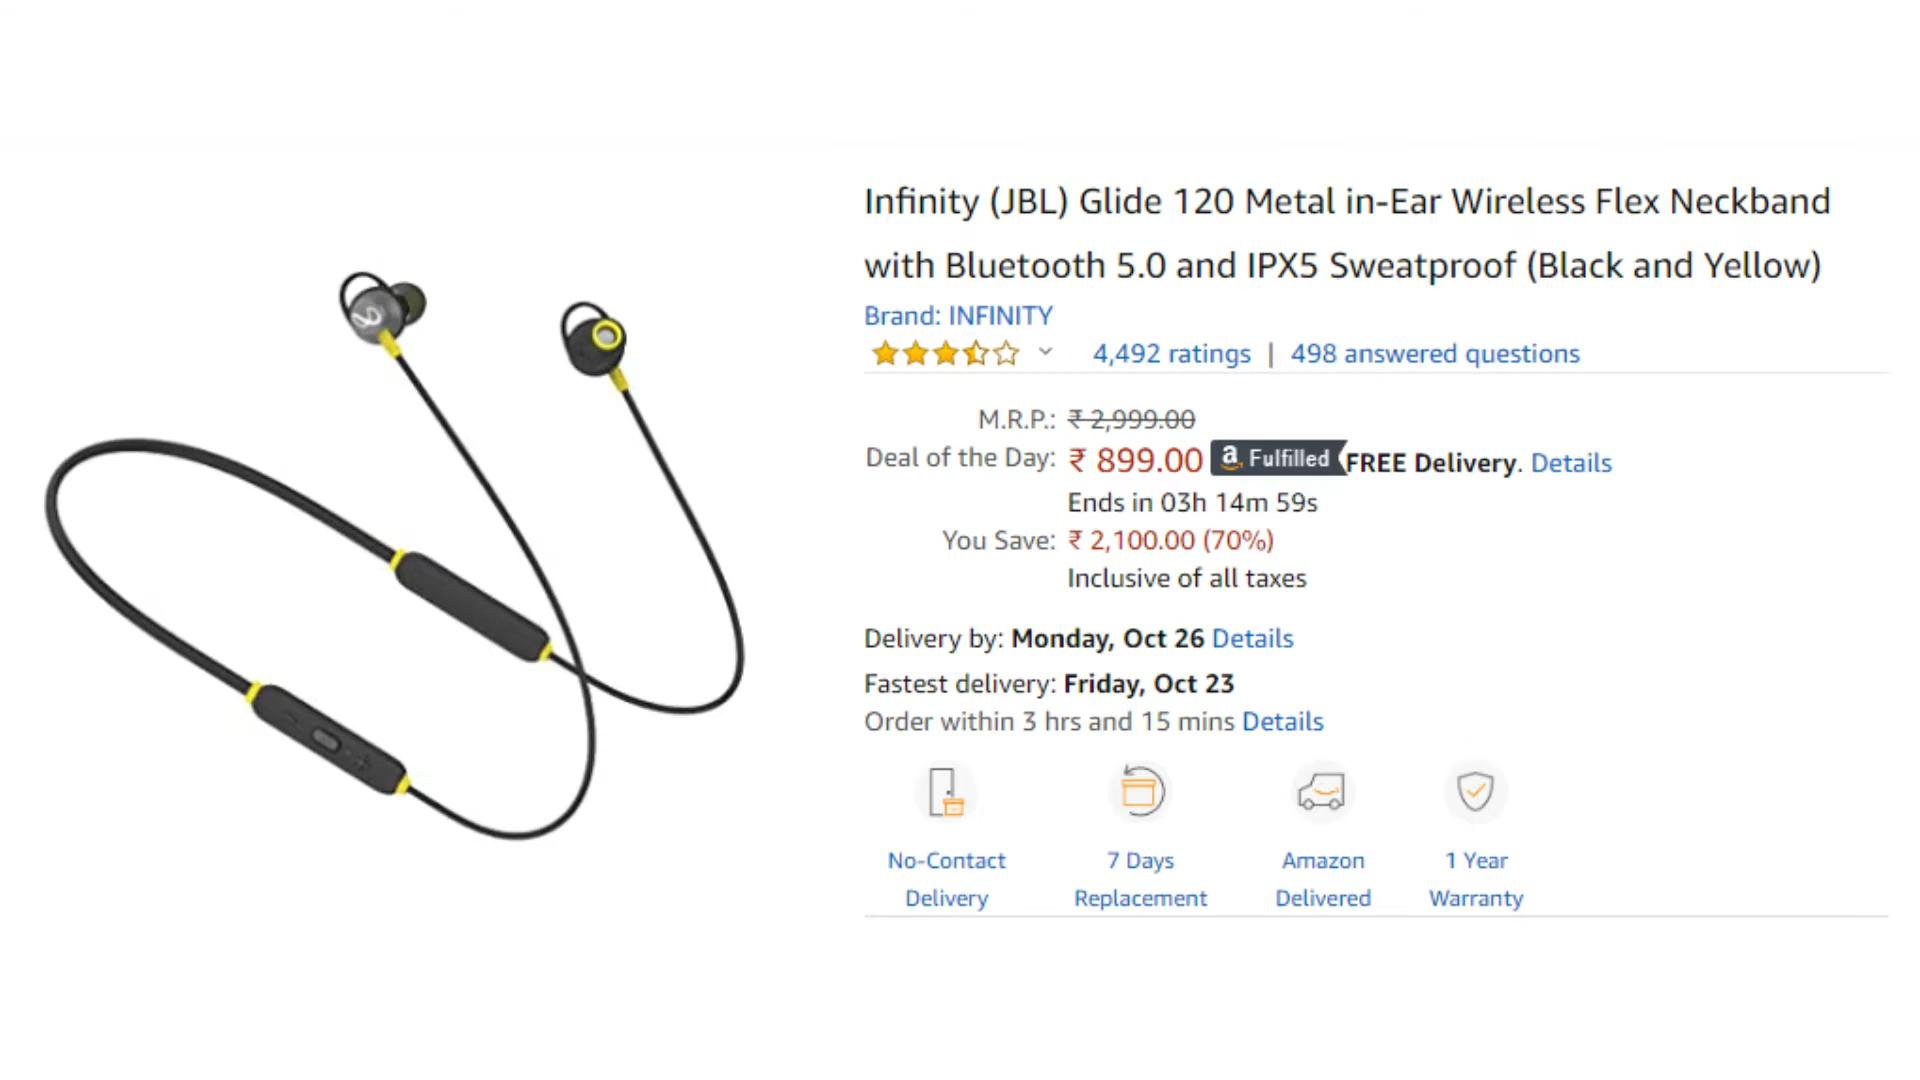 Infinity (JBL) Glide 120 Metal in-Ear Wireless Flex Neckband
with Bluetooth 5.0 and IPX5 Sweatproof (Black and Yellow)
Brand: INFINITY
4,492 ratings | 498 answered questions
M.R.P.: ₹ 2,999.00
Deal of the Day: ₹ 899.00 a Fulfilled FREE Delivery. Details
Ends in 03h 14m 59s
You Save: ₹ 2,100.00 (70%)
Inclusive of all taxes
Delivery by: Monday, Oct 26 Details
Fastest delivery: Friday, Oct 23
Order within 3 hrs and 15 mins Details
No-Contact Delivery
7 Days Replacement
Amazon Delivered
1 Year Warranty